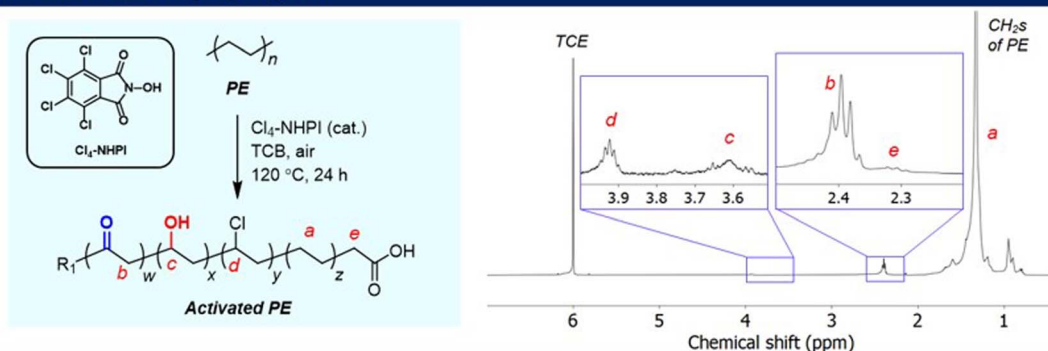 Cl
Cl
Cl
Cl
O
N-OH
O
Cl₄-NHPI
n
PE
Cl₄-NHPI (cat.)
TCB, air
120 °C, 24 h
O
OH
Cl
a
e
OH
R₁
b
w
c
x
d
y
z
O
Activated PE
TCE
CH₂s
of PE
d
c
3.9 3.8 3.7 3.6
b
e
2.4 2.3
a
6 5 4 3 2 1
Chemical shift (ppm)